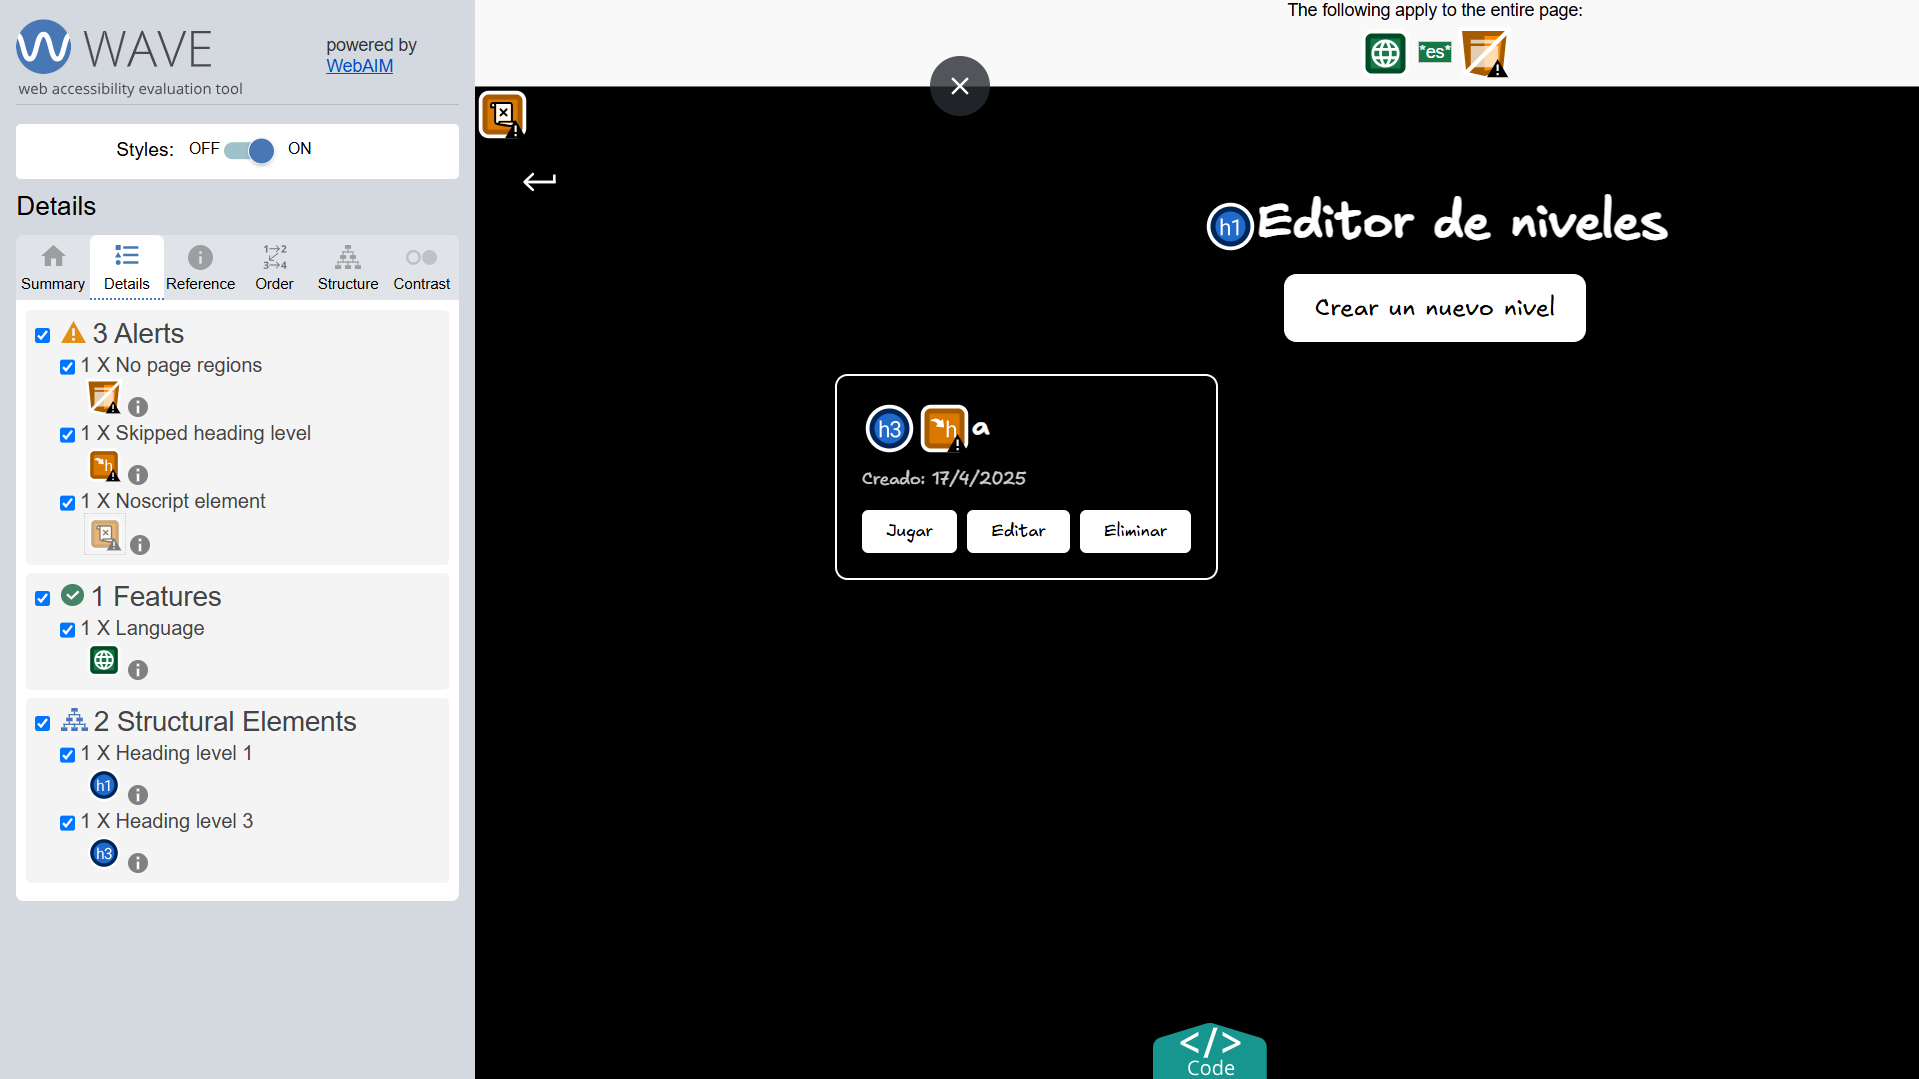 WAVE
web accessibility evaluation tool
powered by
WebAIM
Styles: OFF ON
Details
Summary Details Reference Order Structure Contrast
3 Alerts
1 X No page regions
1 X Skipped heading level
h
1 X Noscript element
1 Features
1 X Language
2 Structural Elements
1 X Heading level 1
h1
1 X Heading level 3
h3
The following apply to the entire page:
*es*
h1 Editor de niveles
Crear un nuevo nivel
h3 h a
Creado: 17/4/2025
Jugar Editar Eliminar
</>
Code